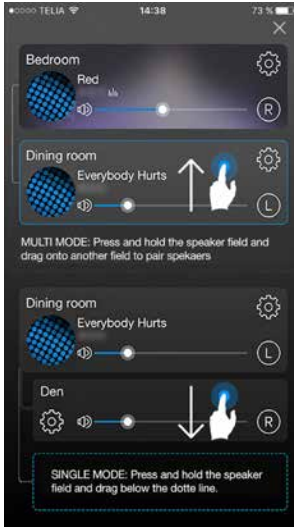 TELIA 14:38 73 %
Bedroom
Red
R
Dining room
Everybody Hurts
L
MULTI MODE: Press and hold the speaker field and
drag onto another field to pair spekaers
Dining room
Everybody Hurts
L
Den
R
SINGLE MODE: Press and hold the speaker
field and drag below the dotte line.